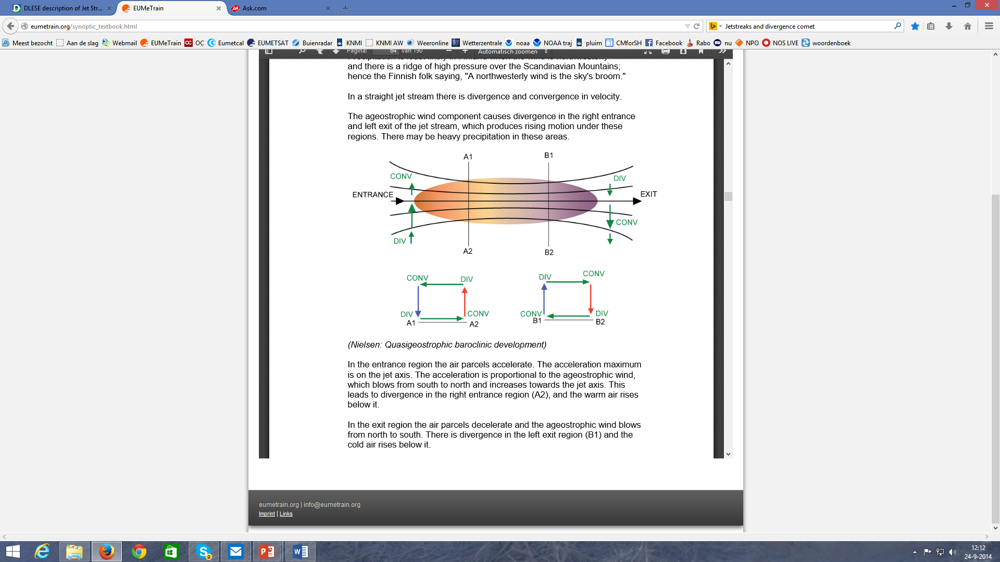 DLESE description of Jet Str...
EUMeTrain
Ask.com
eumetrain.org/synoptic_textbook.html
Jetstreaks and divergence comet
Meest bezocht Aan de slag Webmail EUMeTrain OC Eumetcal EUMETSAT Buienradar KNMI KNMI AW Weeronline Wetterzentrale noaa NOAA traj pluim CMforSH Facebook Rabo nu NPO NOS LIVE woordenboek
Pagina: 64 van 190 Automatisch zoomen
Precipitation is least likely in Finland when the wind is northwesterly
and there is a ridge of high pressure over the Scandinavian Mountains;
hence the Finnish folk saying, "A northwesterly wind is the sky's broom."
In a straight jet stream there is divergence and convergence in velocity.
The ageostrophic wind component causes divergence in the right entrance
and left exit of the jet stream, which produces rising motion under these
regions. There may be heavy precipitation in these areas.
A1 B1
CONV DIV
ENTRANCE EXIT
CONV
DIV
A2 B2
CONV DIV DIV CONV
DIV CONV CONV DIV
A1 A2 B1 B2
(Nielsen: Quasigeostrophic baroclinic development)
In the entrance region the air parcels accelerate. The acceleration maximum
is on the jet axis. The acceleration is proportional to the ageostrophic wind,
which blows from south to north and increases towards the jet axis. This
leads to divergence in the right entrance region (A2), and the warm air rises
below it.
In the exit region the air parcels decelerate and the ageostrophic wind blows
from north to south. There is divergence in the left exit region (B1) and the
cold air rises below it.
eumetrain.org | info@eumetrain.org
Imprint | Links
2
12:12
24-9-2014